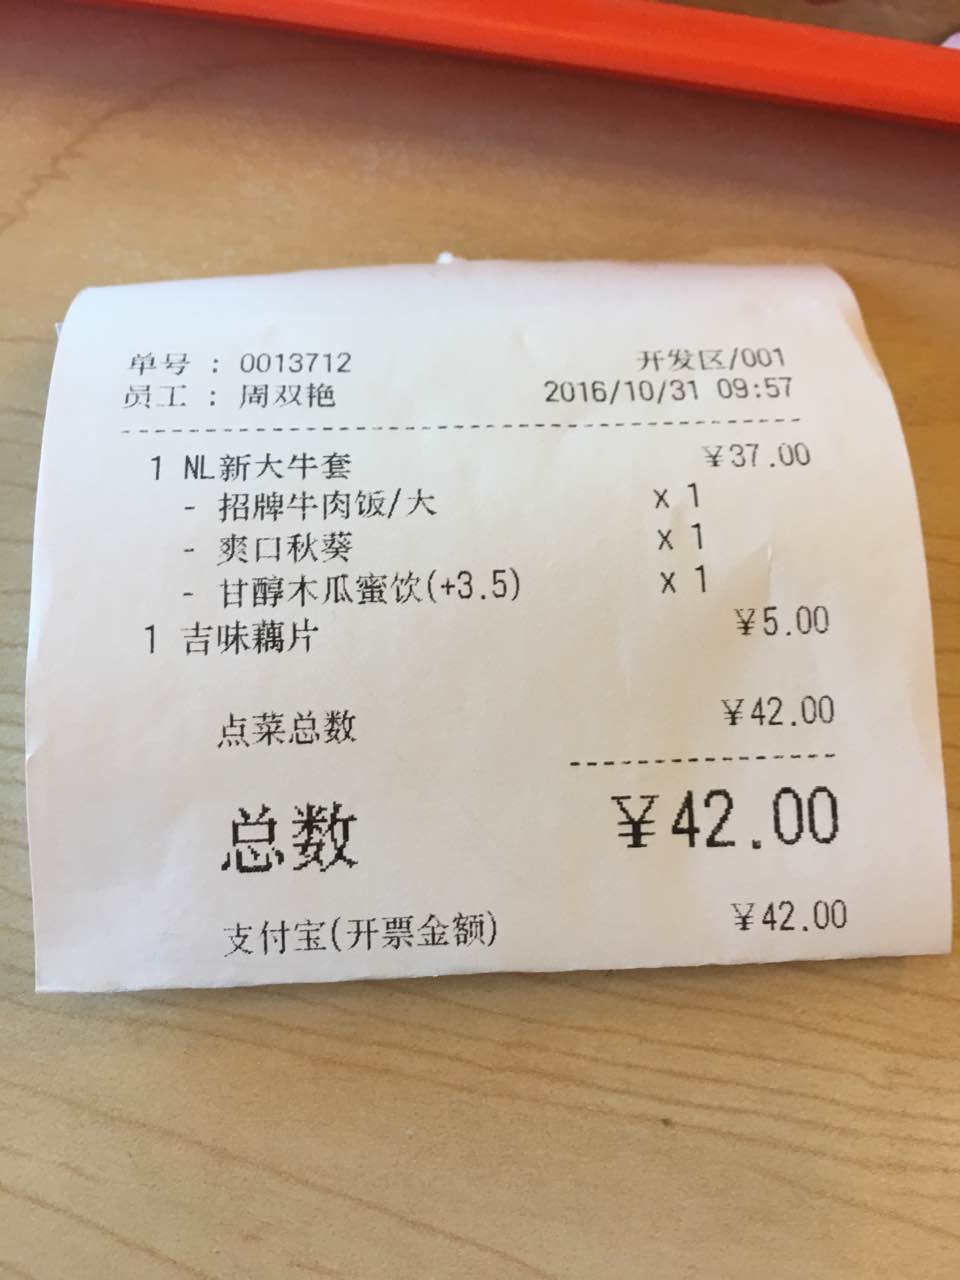 单号 : 0013712 开发区/001
员工 : 周双艳 2016/10/31 09:57
1 NL新大牛套 ¥37.00
- 招牌牛肉饭/大 x 1
- 爽口秋葵 x 1
- 甘醇木瓜蜜饮(+3.5) x 1
1 吉味藕片 ¥5.00
点菜总数 ¥42.00
总数 ¥42.00
支付宝(开票金额) ¥42.00